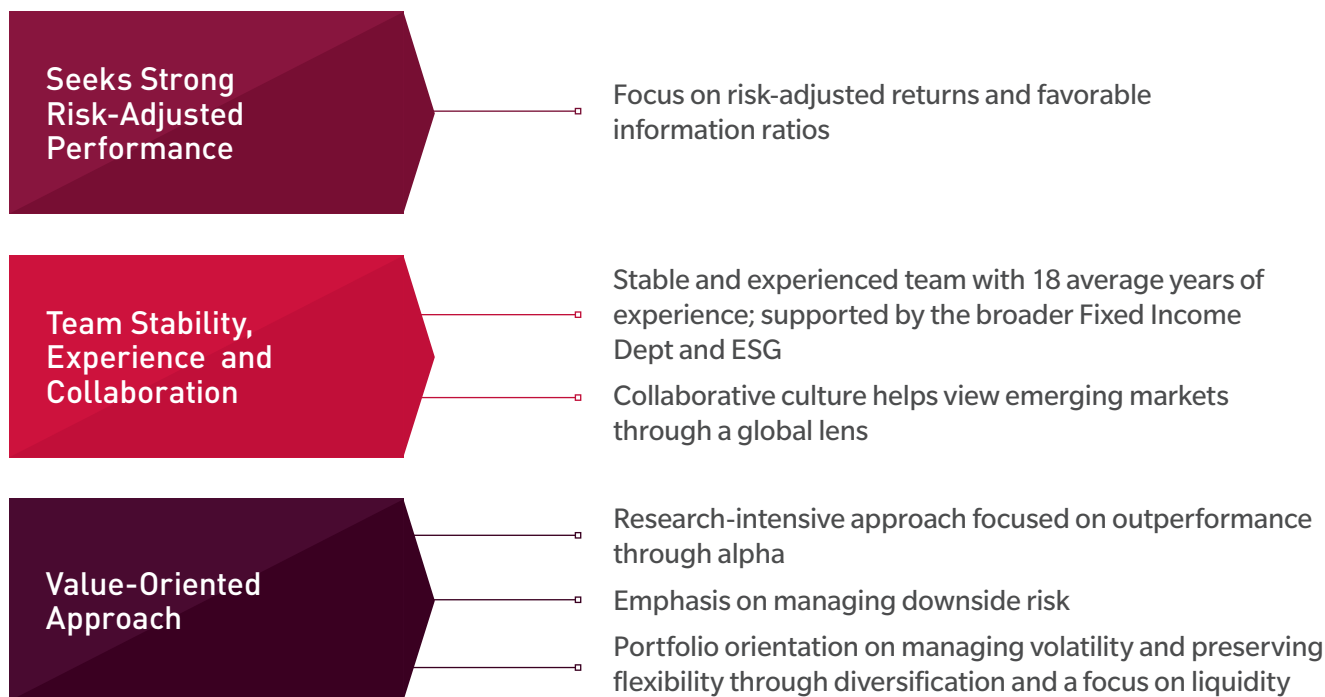 Seeks Strong
Risk-Adjusted
Performance
Focus on risk-adjusted returns and favorable
information ratios
Team Stability,
Experience and
Collaboration
Stable and experienced team with 18 average years of
experience; supported by the broader Fixed Income
Dept and ESG
Collaborative culture helps view emerging markets
through a global lens
Value-Oriented
Approach
Research-intensive approach focused on outperformance
through alpha
Emphasis on managing downside risk
Portfolio orientation on managing volatility and preserving
flexibility through diversification and a focus on liquidity